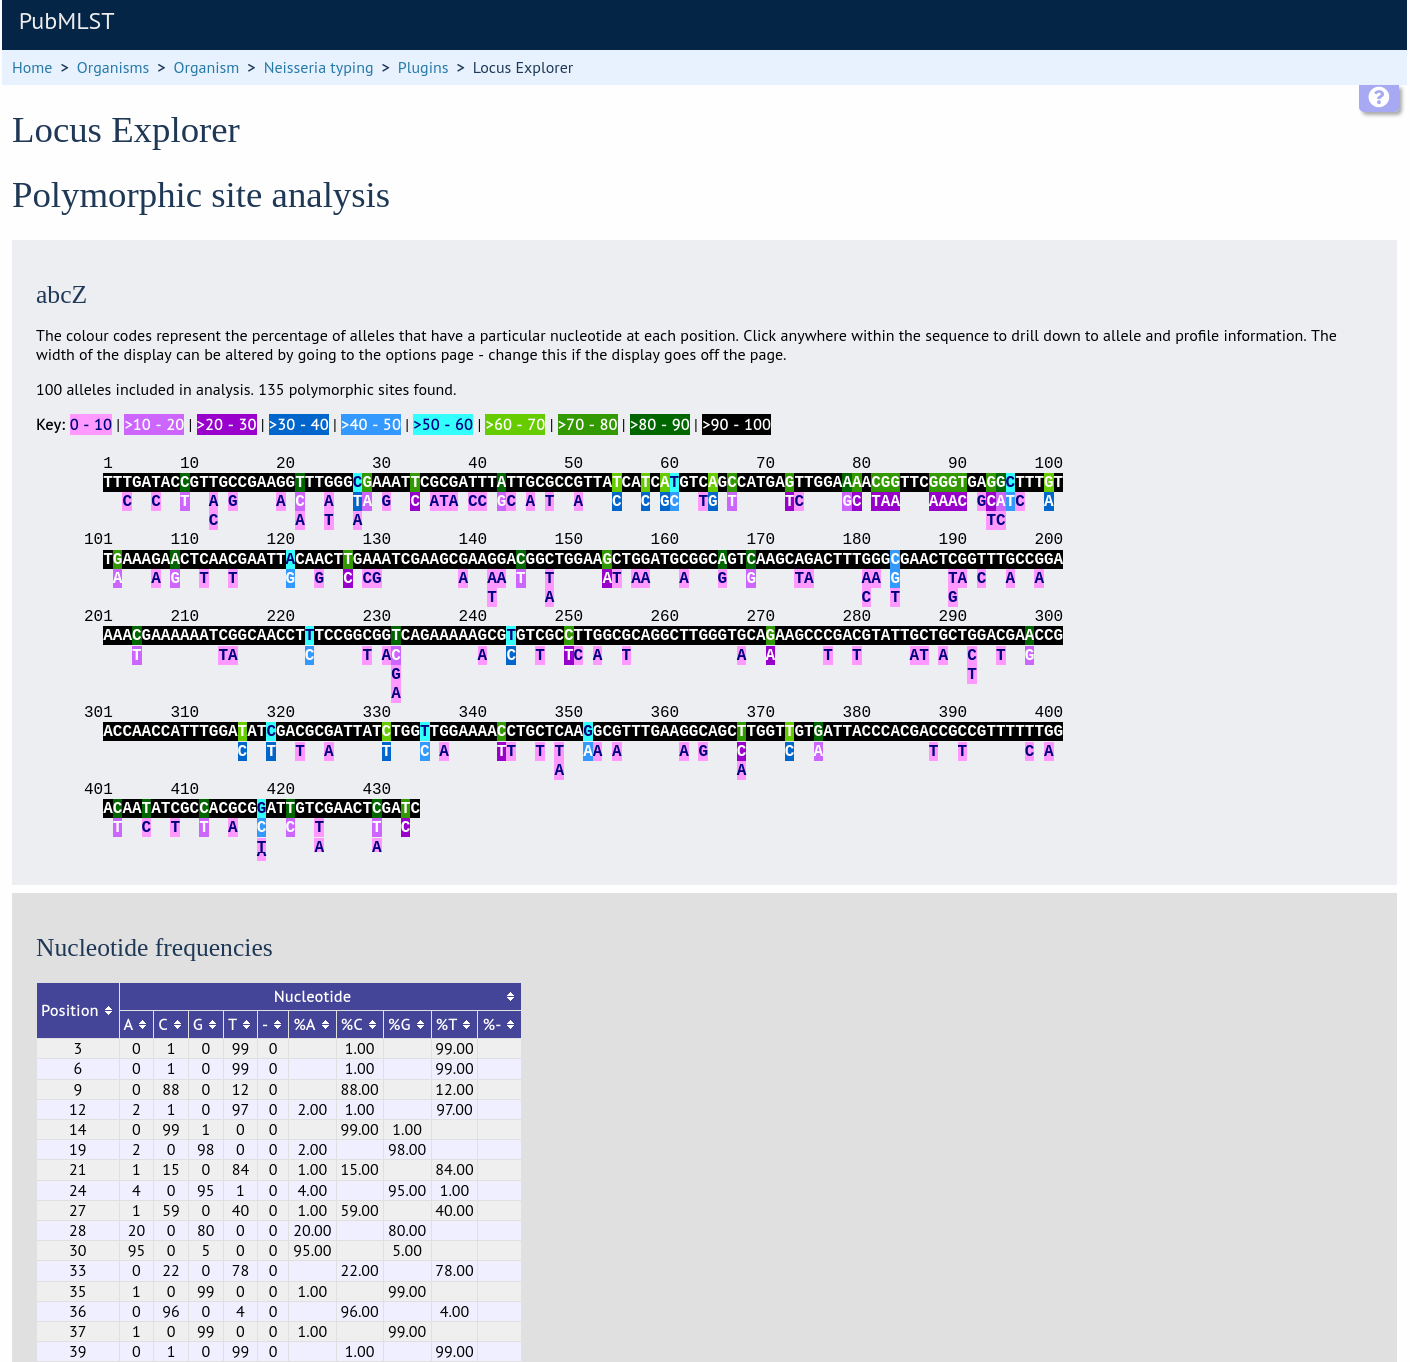 PubMLST
Home > Organisms > Organism > Neisseria typing > Plugins > Locus Explorer
Locus Explorer
Polymorphic site analysis
abcZ
The colour codes represent the percentage of alleles that have a particular nucleotide at each position. Click anywhere within the sequence to drill down to allele and profile information. The
width of the display can be altered by going to the options page - change this if the display goes off the page.
100 alleles included in analysis. 135 polymorphic sites found.
Key: 0 - 10 | >10 - 20 | >20 - 30 | >30 - 40 | >40 - 50 | >50 - 60 | >60 - 70 | >70 - 80 | >80 - 90 | >90 - 100
1 10 20 30 40 50 60 70 80 90 100
TTTGATACCGTTGCCGAAGGTTTGGGCGAAATTCGCGATTTATTGCGCCGTTATCATCATGTCAGCCATGAGTTGGAAAACGGTTCGGGTGAGGCTTTGT
C C T A G A C A TA G C ATA CC GC A T A C C GC TG T TC GC TAA AAAC GCATC A
C A T A TC
101 110 120 130 140 150 160 170 180 190 200
TGAAAGAACTCAACGAATTACAACTTGAAATCGAAGCGAAGGACGGCTGGAAGCTGGATGCGGCAGTCAAGCAGACTTTGGGCGAACTCGGTTTGCCGGA
A A G T T G G C CG A AA T T AT AA A G G TA AA G TA C A A
T A C T G
201 210 220 230 240 250 260 270 280 290 300
AAACGAAAAAATCGGCAACCTTTCCGGCGGTCAGAAAAAGCGTGTCGCCTTGGCGCAGGCTTGGGTGCAGAAGCCCGACGTATTGCTGCTGGACGAACCG
T TA C T AC A C T TC A T A A T T AT A C T G
G T
A
301 310 320 330 340 350 360 370 380 390 400
ACCAACCATTTGGATATCGACGCGATTATCTGGTTGGAAAACCTGCTCAAGGCGTTTGAAGGCAGCTTGGTTGTGATTACCCACGACCGCCGTTTTTTGG
C T T A T C A TT T T AA A A G C C A T T C A
A A
401 410 420 430
ACAATATCGCCACGCGGATTGTCGAACTCGATC
T C T T A C C T T C
T A A
Nucleotide frequencies
Position Nucleotide
A C G T - %A %C %G %T %-
3 0 1 0 99 0 1.00 99.00
6 0 1 0 99 0 1.00 99.00
9 0 88 0 12 0 88.00 12.00
12 2 1 0 97 0 2.00 1.00 97.00
14 0 99 1 0 0 99.00 1.00
19 2 0 98 0 0 2.00 98.00
21 1 15 0 84 0 1.00 15.00 84.00
24 4 0 95 1 0 4.00 95.00 1.00
27 1 59 0 40 0 1.00 59.00 40.00
28 20 0 80 0 0 20.00 80.00
30 95 0 5 0 0 95.00 5.00
33 0 22 0 78 0 22.00 78.00
35 1 0 99 0 0 1.00 99.00
36 0 96 0 4 0 96.00 4.00
37 1 0 99 0 0 1.00 99.00
39 0 1 0 99 0 1.00 99.00